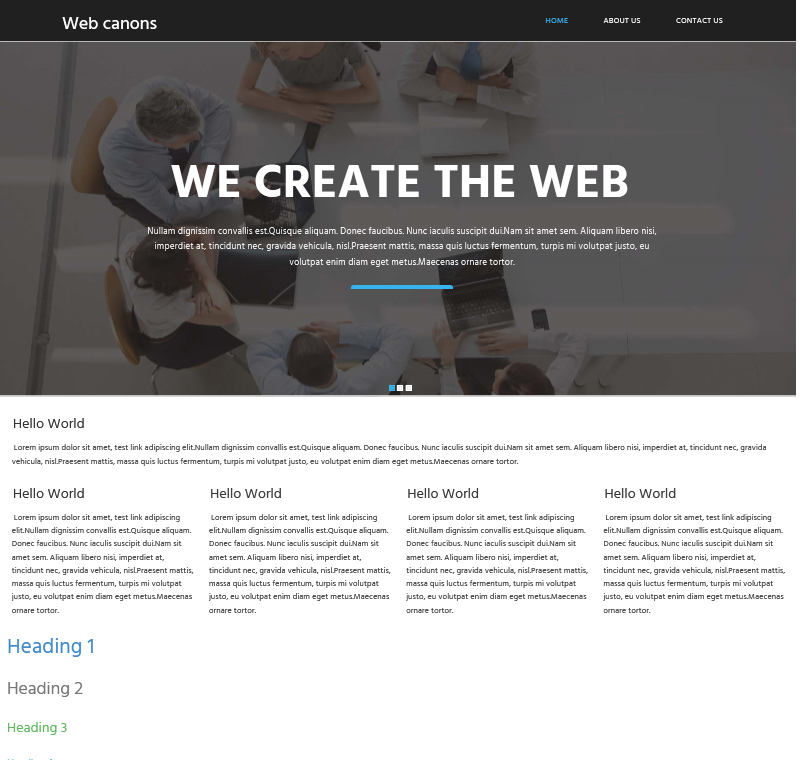 Web canons
HOME ABOUT US CONTACT US
WE CREATE THE WEB
Nullam dignissim convallis est.Quisque aliquam. Donec faucibus. Nunc iaculis suscipit dui.Nam sit amet sem. Aliquam libero nisi,
imperdiet at, tincidunt nec, gravida vehicula, nisl.Praesent mattis, massa quis luctus fermentum, turpis mi volutpat justo, eu
volutpat enim diam eget metus.Maecenas ornare tortor.
Hello World
Lorem ipsum dolor sit amet, test link adipiscing elit.Nullam dignissim convallis est.Quisque aliquam. Donec faucibus. Nunc iaculis suscipit dui.Nam sit amet sem. Aliquam libero nisi, imperdiet at, tincidunt nec, gravida
vehicula, nisl.Praesent mattis, massa quis luctus fermentum, turpis mi volutpat justo, eu volutpat enim diam eget metus.Maecenas ornare tortor.
Hello World
Lorem ipsum dolor sit amet, test link adipiscing
elit.Nullam dignissim convallis est.Quisque aliquam.
Donec faucibus. Nunc iaculis suscipit dui.Nam sit
amet sem. Aliquam libero nisi, imperdiet at,
tincidunt nec, gravida vehicula, nisl.Praesent mattis,
massa quis luctus fermentum, turpis mi volutpat
justo, eu volutpat enim diam eget metus.Maecenas
ornare tortor.
Hello World
Lorem ipsum dolor sit amet, test link adipiscing
elit.Nullam dignissim convallis est.Quisque aliquam.
Donec faucibus. Nunc iaculis suscipit dui.Nam sit
amet sem. Aliquam libero nisi, imperdiet at,
tincidunt nec, gravida vehicula, nisl.Praesent mattis,
massa quis luctus fermentum, turpis mi volutpat
justo, eu volutpat enim diam eget metus.Maecenas
ornare tortor.
Hello World
Lorem ipsum dolor sit amet, test link adipiscing
elit.Nullam dignissim convallis est.Quisque aliquam.
Donec faucibus. Nunc iaculis suscipit dui.Nam sit
amet sem. Aliquam libero nisi, imperdiet at,
tincidunt nec, gravida vehicula, nisl.Praesent mattis,
massa quis luctus fermentum, turpis mi volutpat
justo, eu volutpat enim diam eget metus.Maecenas
ornare tortor.
Hello World
Lorem ipsum dolor sit amet, test link adipiscing
elit.Nullam dignissim convallis est.Quisque aliquam.
Donec faucibus. Nunc iaculis suscipit dui.Nam sit
amet sem. Aliquam libero nisi, imperdiet at,
tincidunt nec, gravida vehicula, nisl.Praesent mattis,
massa quis luctus fermentum, turpis mi volutpat
justo, eu volutpat enim diam eget metus.Maecenas
ornare tortor.
Heading 1
Heading 2
Heading 3